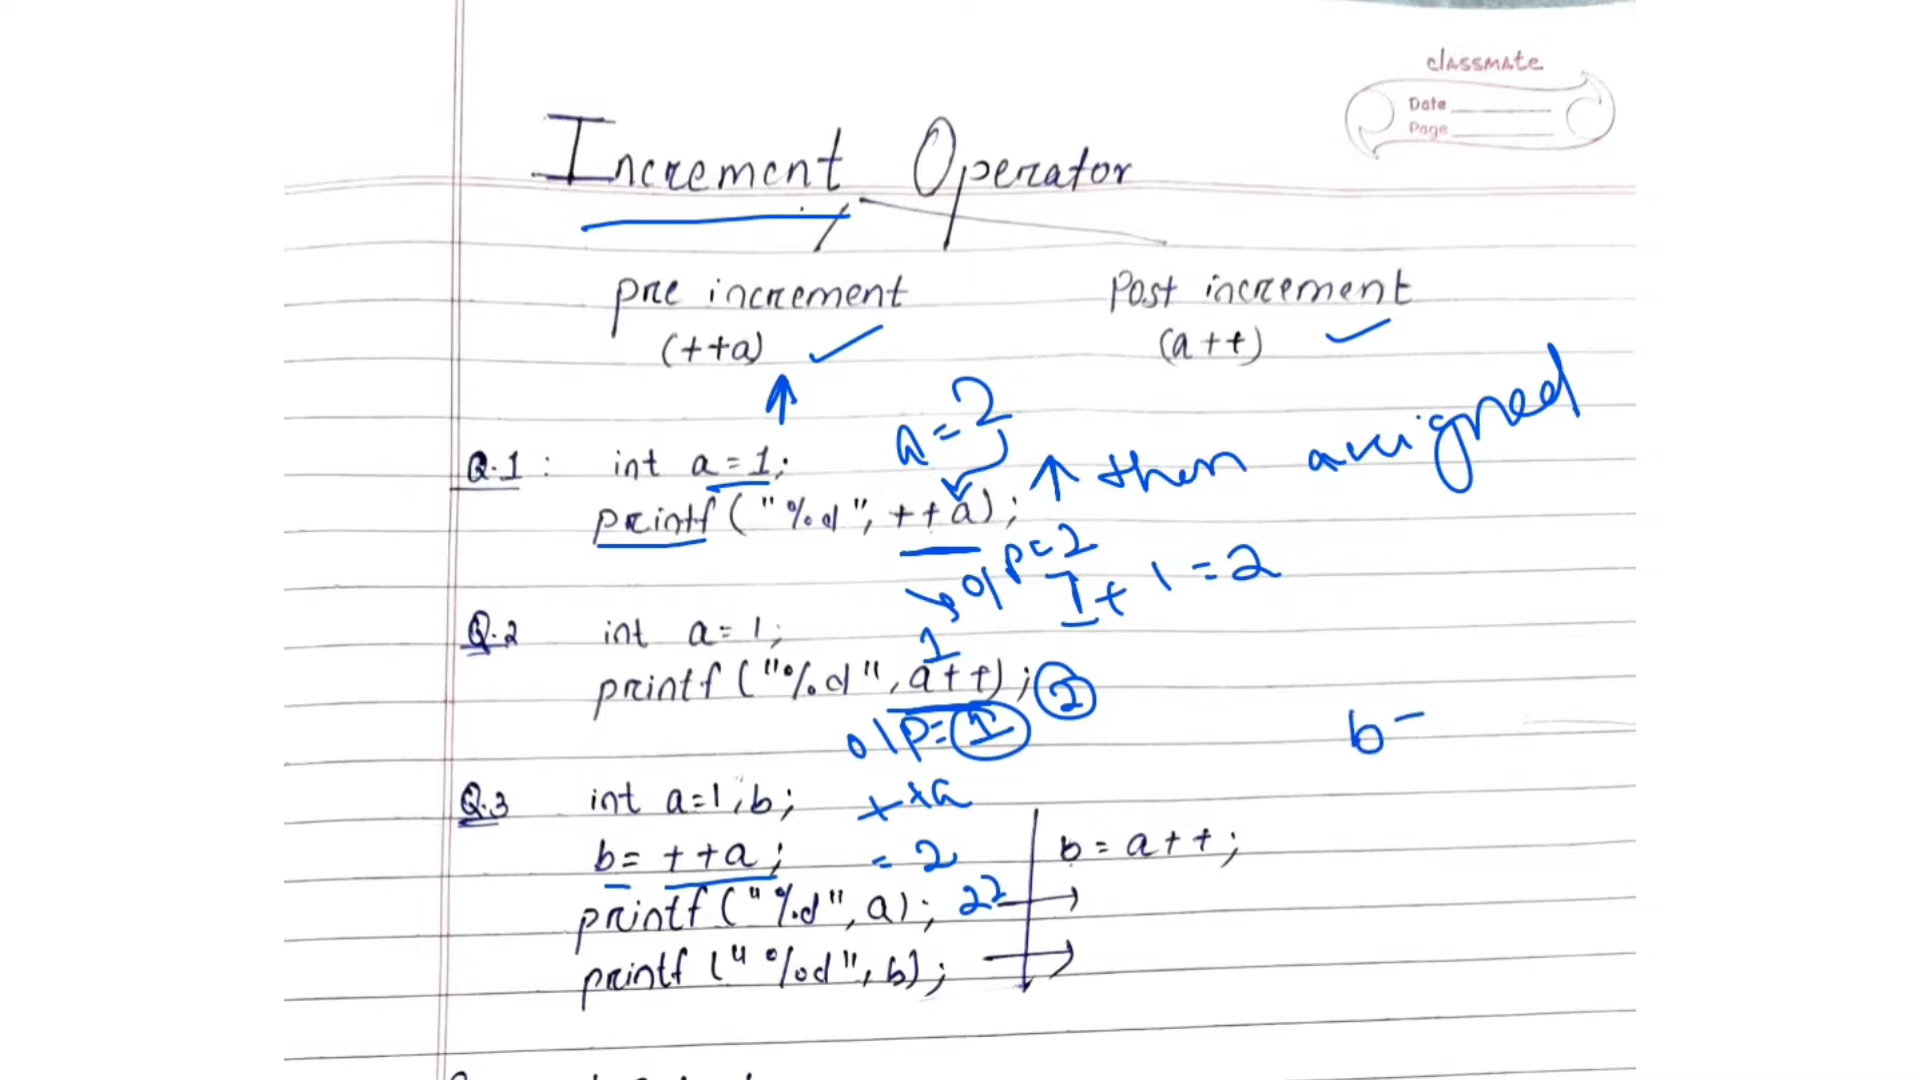 classmate
Date
Page
Increment Operator
pre increment
(++a)
Post increment
(a++)
a=2
Q.1 : int a=1;
printf("%d", ++a); ↑ then assigned
o/p=2
1+1=2
Q.2 int a=1;
1
printf("%d", a++); 2
o/p=1
b=
Q.3 int a=1,b; ++a
b=++a; =2
b=a++;
printf("%d", a); 22 →
printf("%d", b); →